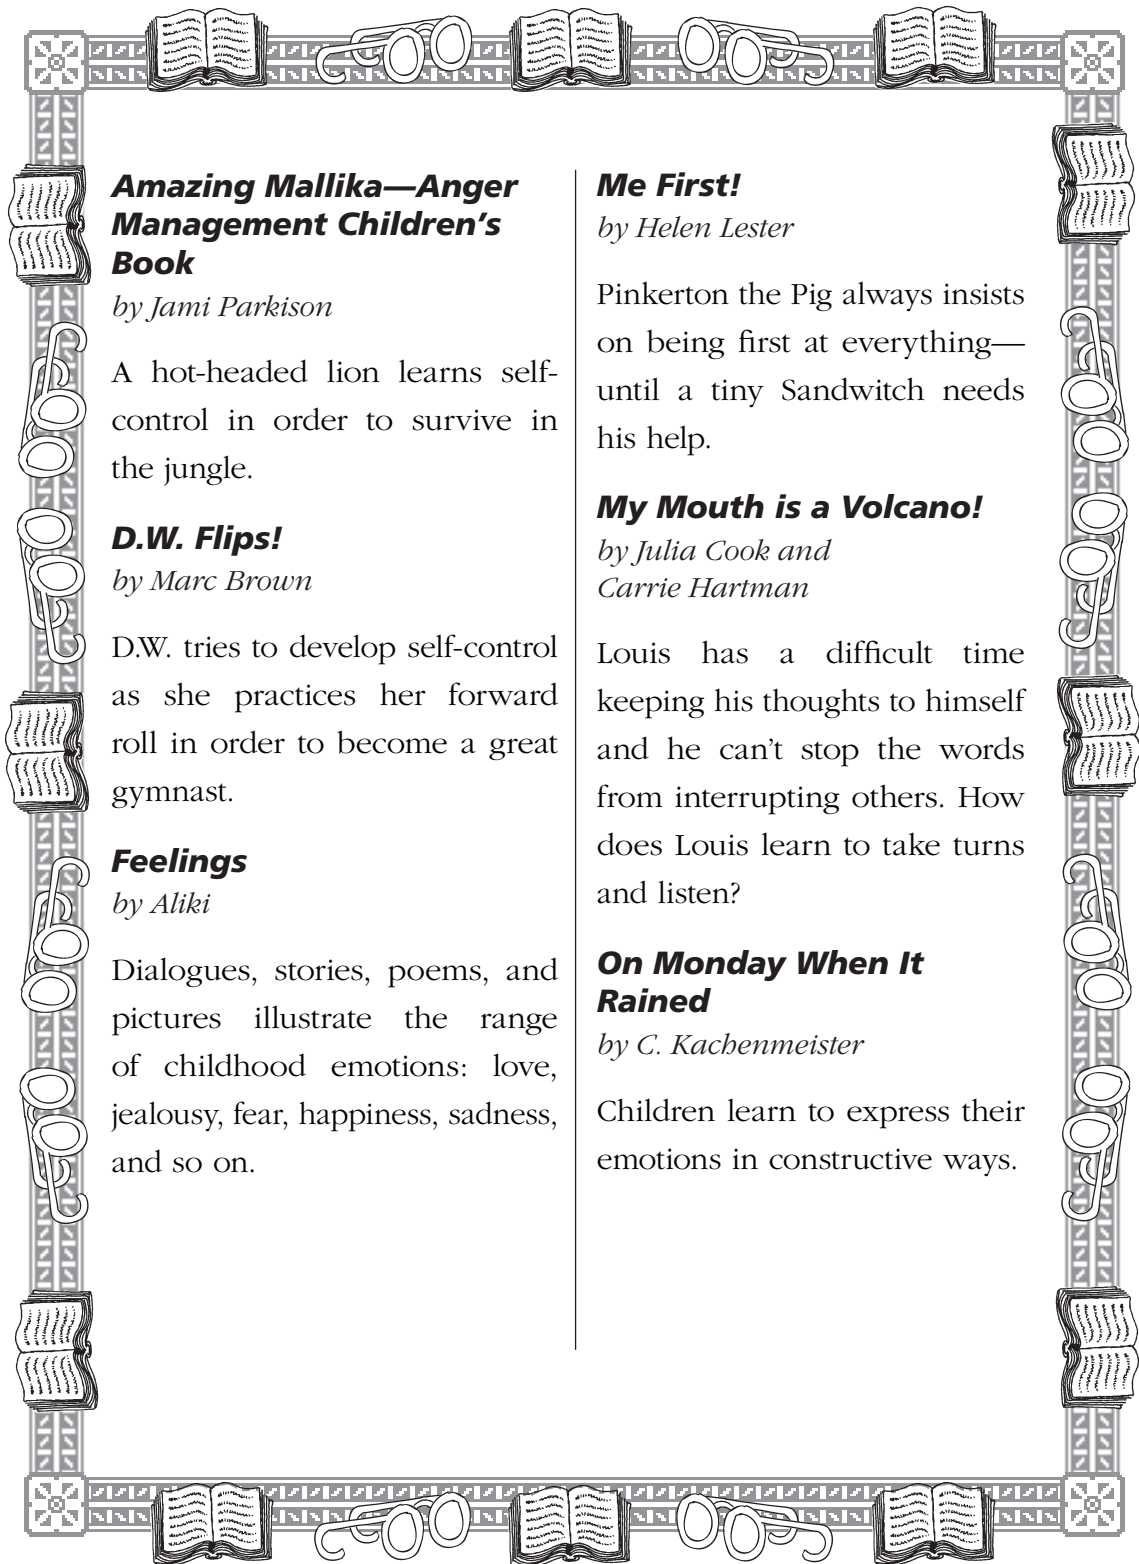 Amazing Mallika—Anger
Management Children's
Book
by Jami Parkison
A hot-headed lion learns self-
control in order to survive in
the jungle.
D.W. Flips!
by Marc Brown
D.W. tries to develop self-control
as she practices her forward
roll in order to become a great
gymnast.
Feelings
by Aliki
Dialogues, stories, poems, and
pictures illustrate the range
of childhood emotions: love,
jealousy, fear, happiness, sadness,
and so on.
Me First!
by Helen Lester
Pinkerton the Pig always insists
on being first at everything—
until a tiny Sandwitch needs
his help.
My Mouth is a Volcano!
by Julia Cook and
Carrie Hartman
Louis has a difficult time
keeping his thoughts to himself
and he can't stop the words
from interrupting others. How
does Louis learn to take turns
and listen?
On Monday When It
Rained
by C. Kachenmeister
Children learn to express their
emotions in constructive ways.